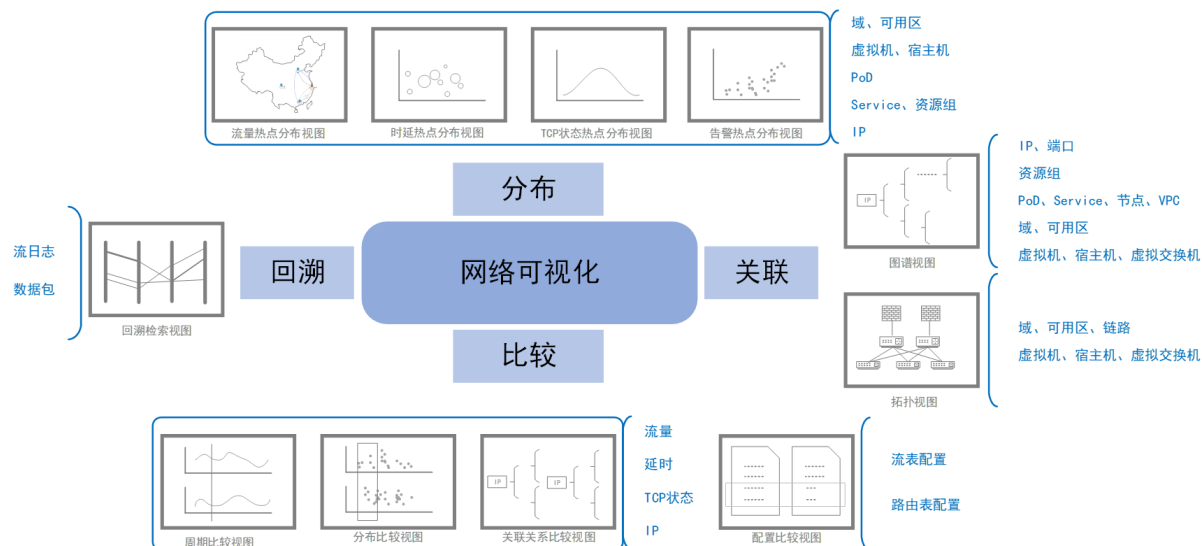 域、可用区
虚拟机、宿主机
PoD
Service、资源组
IP
流量热点分布视图
时延热点分布视图
TCP状态热点分布视图
告警热点分布视图
IP、端口
资源组
PoD、Service、节点、VPC
域、可用区
虚拟机、宿主机、虚拟交换机
IP
图谱视图
分布
回溯
网络可视化
关联
比较
流日志
数据包
回溯检索视图
域、可用区、链路
虚拟机、宿主机、虚拟交换机
拓扑视图
流量
延时
TCP状态
IP
IP
IP
周期比较视图
分布比较视图
关联关系比较视图
配置比较视图
流表配置
路由表配置